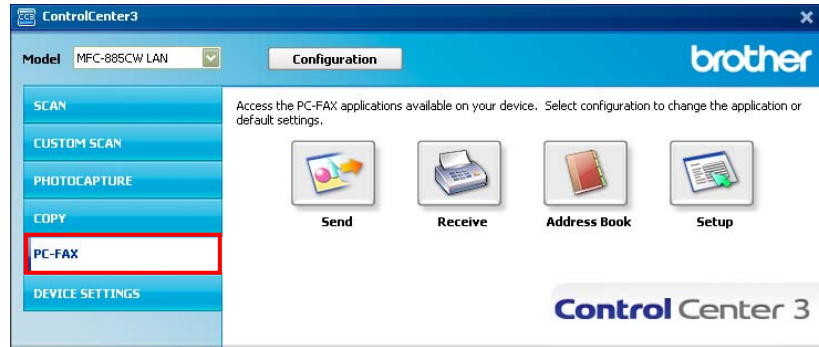 ControlCenter3
Model MFC-885CW LAN Configuration brother
SCAN
CUSTOM SCAN
PHOTOCAPTURE
COPY
PC-FAX
DEVICE SETTINGS
Access the PC-FAX applications available on your device. Select configuration to change the application or
default settings.
Send Receive Address Book Setup
Control Center 3